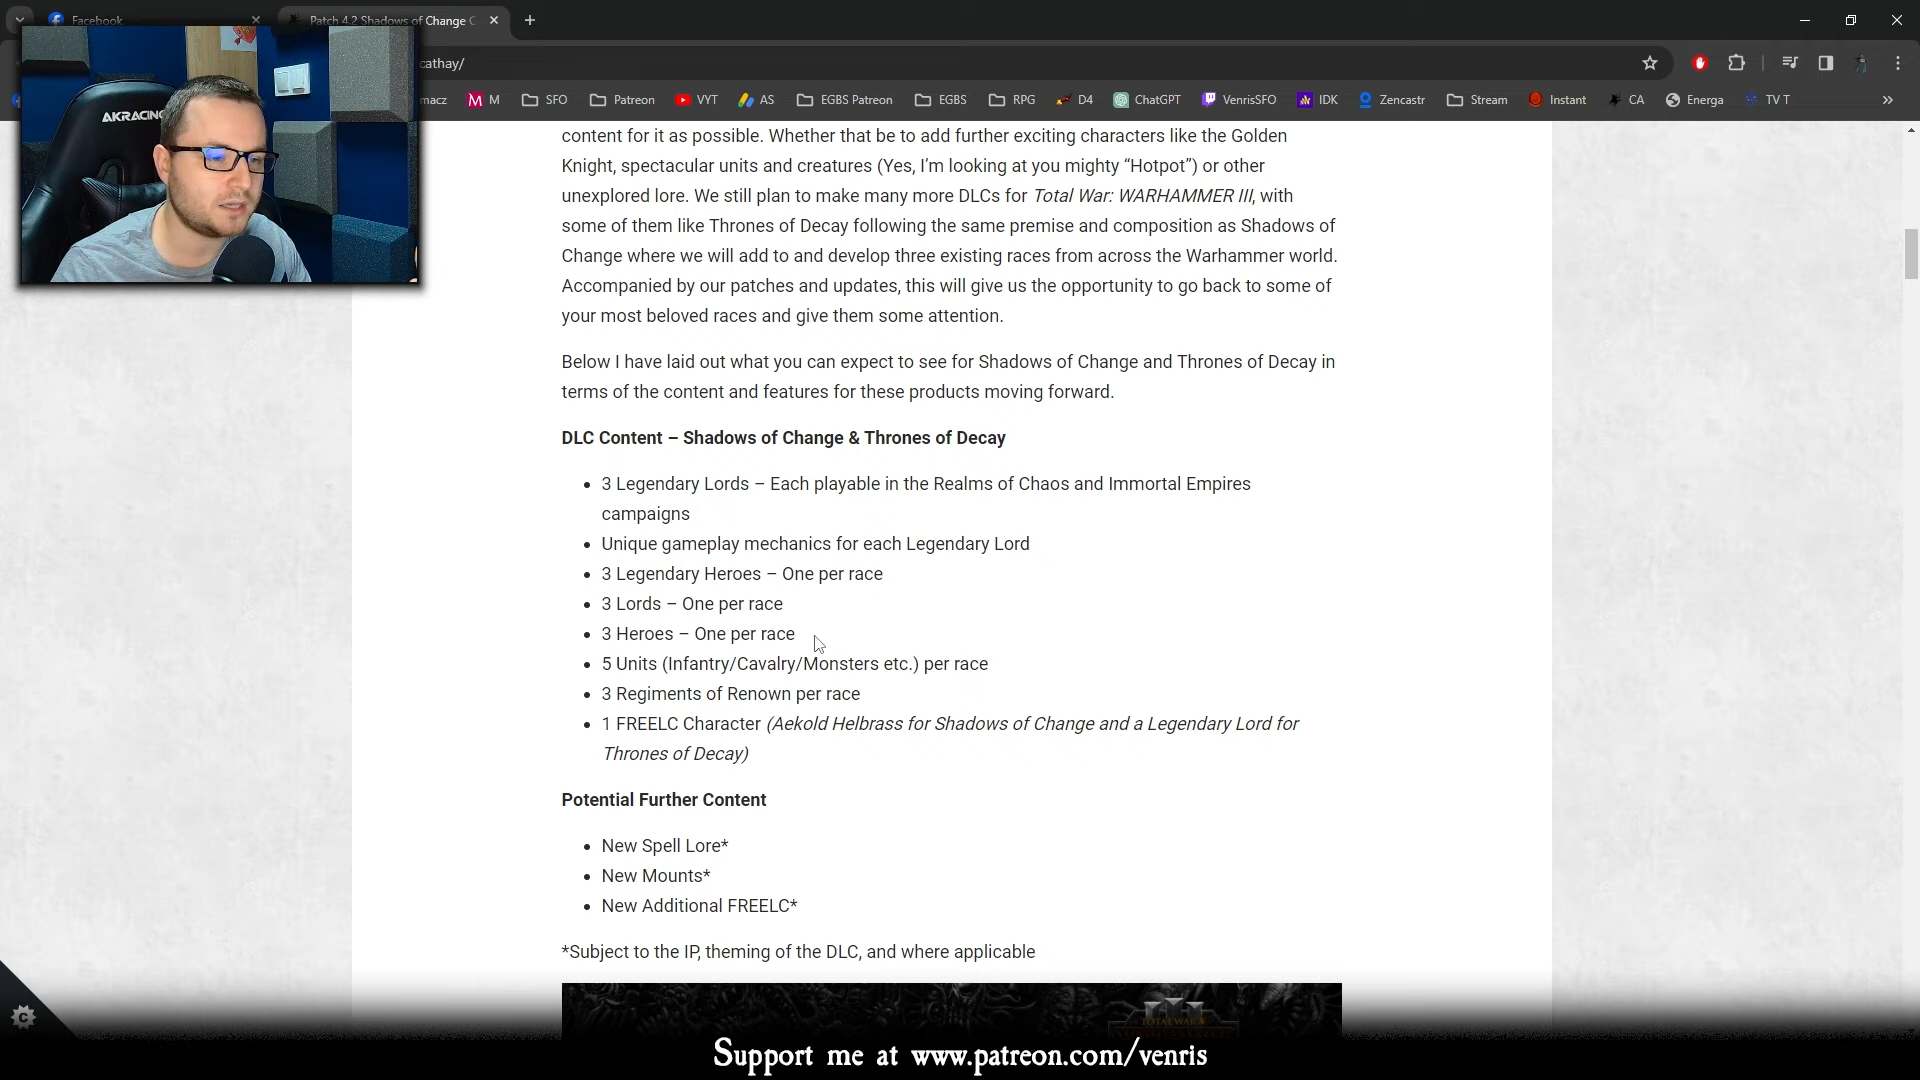 Facebook
Patch 4.2 Shadows of Change C
cathay/
macz M SFO Patreon VYT AS EGBS Patreon EGBS RPG D4 ChatGPT VenrisSFO IDK Zencastr Stream Instant CA Energa TV T »
AKRACING
content for it as possible. Whether that be to add further exciting characters like the Golden
Knight, spectacular units and creatures (Yes, I’m looking at you mighty “Hotpot”) or other
unexplored lore. We still plan to make many more DLCs for Total War: WARHAMMER III, with
some of them like Thrones of Decay following the same premise and composition as Shadows of
Change where we will add to and develop three existing races from across the Warhammer world.
Accompanied by our patches and updates, this will give us the opportunity to go back to some of
your most beloved races and give them some attention.
Below I have laid out what you can expect to see for Shadows of Change and Thrones of Decay in
terms of the content and features for these products moving forward.
DLC Content – Shadows of Change & Thrones of Decay
• 3 Legendary Lords – Each playable in the Realms of Chaos and Immortal Empires
campaigns
• Unique gameplay mechanics for each Legendary Lord
• 3 Legendary Heroes – One per race
• 3 Lords – One per race
• 3 Heroes – One per race
• 5 Units (Infantry/Cavalry/Monsters etc.) per race
• 3 Regiments of Renown per race
• 1 FREELC Character (Aekold Helbrass for Shadows of Change and a Legendary Lord for
Thrones of Decay)
Potential Further Content
• New Spell Lore*
• New Mounts*
• New Additional FREELC*
*Subject to the IP, theming of the DLC, and where applicable
TOTAL WAR
Support me at www.patreon.com/venris